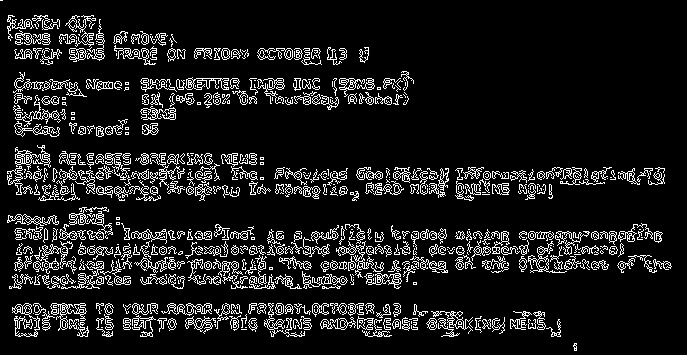 WATCH OUT!
SBNS MAKES A MOVE!
WATCH SBNS TRADE ON FRIDAY OCTOBER 13 !
Company Name: SMALLBETTER INDS INC (SBNS.PK)
Price: (+5.26% On Thursday Alone!)
Symbol: SBNS
5-day Target: $5
SBNS RELEASES BREAKING NEWS:
Smallbetter Industries, Inc. Provides Geological Information Relating To
Initial Resource Property In Mongolia. READ MORE ONLINE NOW!
About SBNS :
Smallbetter Industries Inc. is a publicly traded mining company engaging
in the acquisition, exploration and potential development of mineral
properties in Outer Mongolia. The company trades on the OTC market of the
United States under the trading symbol "SBNS".
ADD SBNS TO YOUR RADAR ON FRIDAY OCTOBER 13 !
THIS ONE IS SET TO POST BIG GAINS AND RELEASE BREAKING NEWS !